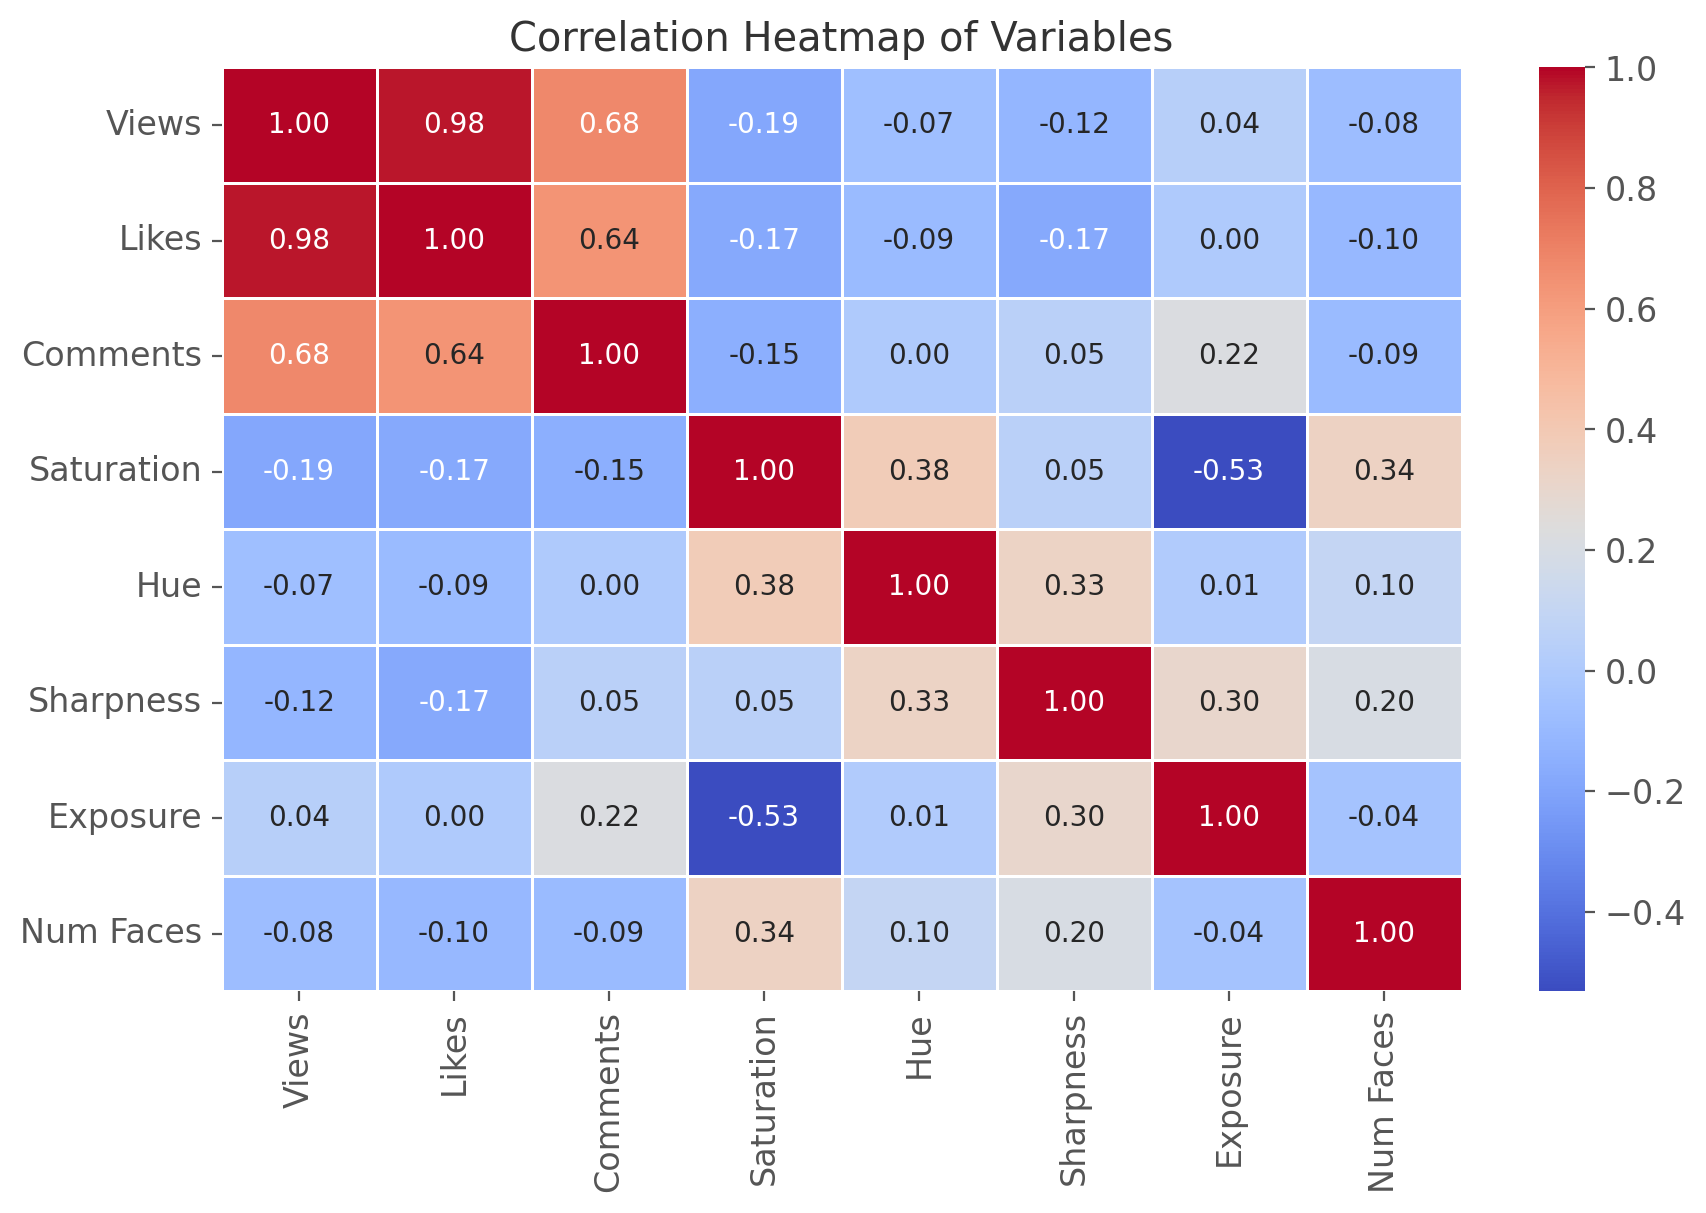 Correlation Heatmap of Variables
Views 1.00 0.98 0.68 -0.19 -0.07 -0.12 0.04 -0.08
Likes 0.98 1.00 0.64 -0.17 -0.09 -0.17 0.00 -0.10
Comments 0.68 0.64 1.00 -0.15 0.00 0.05 0.22 -0.09
Saturation -0.19 -0.17 -0.15 1.00 0.38 0.05 -0.53 0.34
Hue -0.07 -0.09 0.00 0.38 1.00 0.33 0.01 0.10
Sharpness -0.12 -0.17 0.05 0.05 0.33 1.00 0.30 0.20
Exposure 0.04 0.00 0.22 -0.53 0.01 0.30 1.00 -0.04
Num Faces -0.08 -0.10 -0.09 0.34 0.10 0.20 -0.04 1.00
Views
Likes
Comments
Saturation
Hue
Sharpness
Exposure
Num Faces
1.0
0.8
0.6
0.4
0.2
0.0
−0.2
−0.4